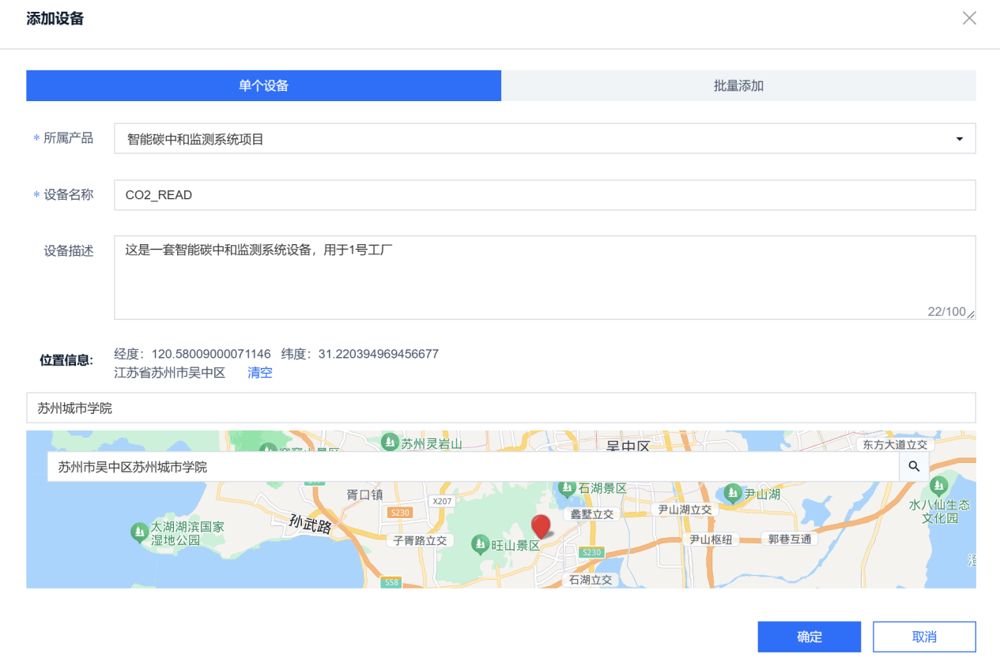 添加设备
单个设备
批量添加
* 所属产品
智能碳中和监测系统项目
* 设备名称
CO2_READ
设备描述
这是一套智能碳中和监测系统设备，用于1号工厂
22/100
位置信息:
经度：120.58009000071146 纬度：31.220394969456677
江苏省苏州市吴中区 清空
苏州城市学院
苏州灵岩山
吴中区
东方大道立交
苏州市吴中区苏州城市学院
胥口镇
X207
石湖景区
尹山湖
S230
蠡墅立交
尹山湖立交
水八仙生态
文化园
孙武路
太湖湖滨国家
湿地公园
子胥路立交
旺山景区
尹山枢纽
郭巷互通
S230
S58
石湖立交
确定
取消